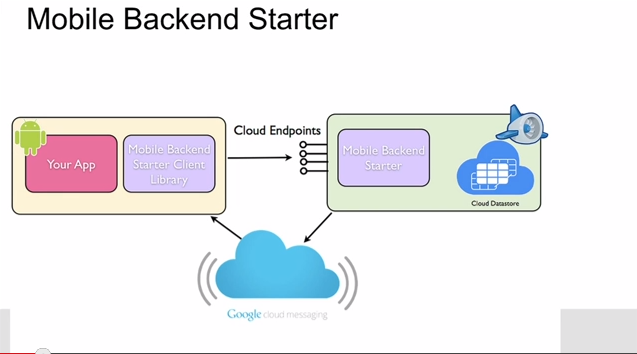 Mobile Backend Starter
Cloud Endpoints
Your App
Mobile Backend
Starter Client
Library
Mobile Backend
Starter
Cloud Datastore
Google cloud messaging